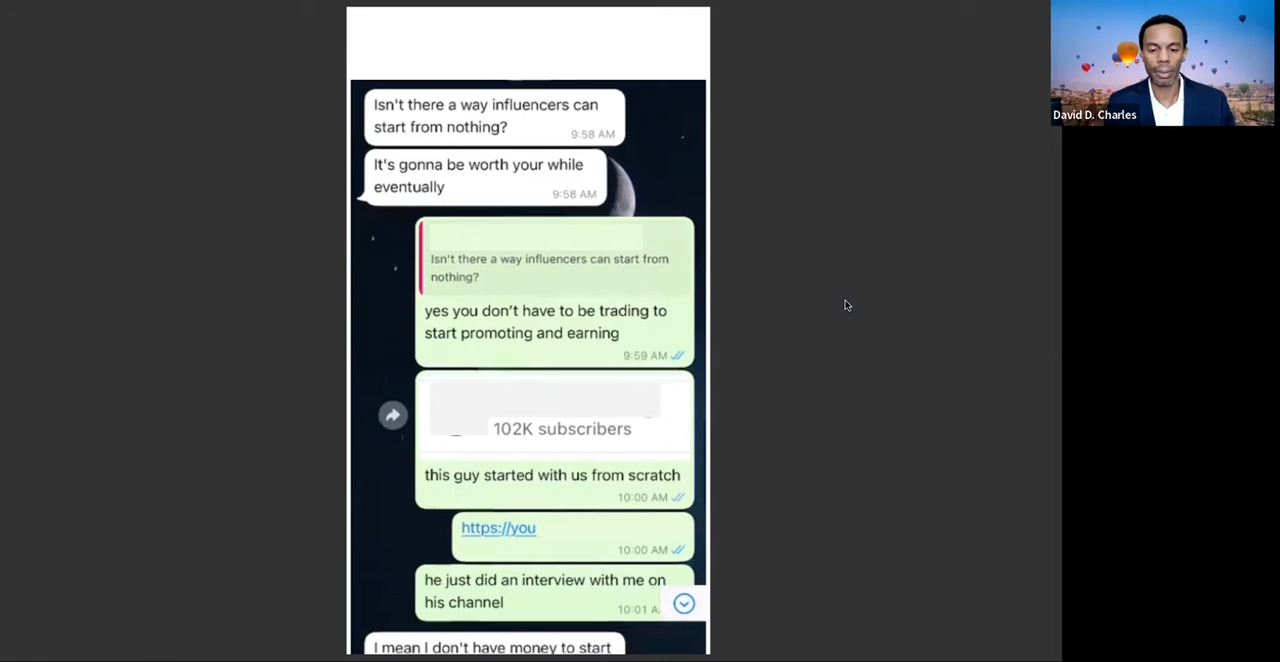 Isn't there a way influencers can
start from nothing?
9:58 AM
It's gonna be worth your while
eventually
9:58 AM
Isn't there a way influencers can start from
nothing?
yes you don't have to be trading to
start promoting and earning
9:59 AM
102K subscribers
this guy started with us from scratch
10:00 AM
https://you
10:00 AM
he just did an interview with me on
his channel
10:01 A
I mean I don't have money to start
David D. Charles